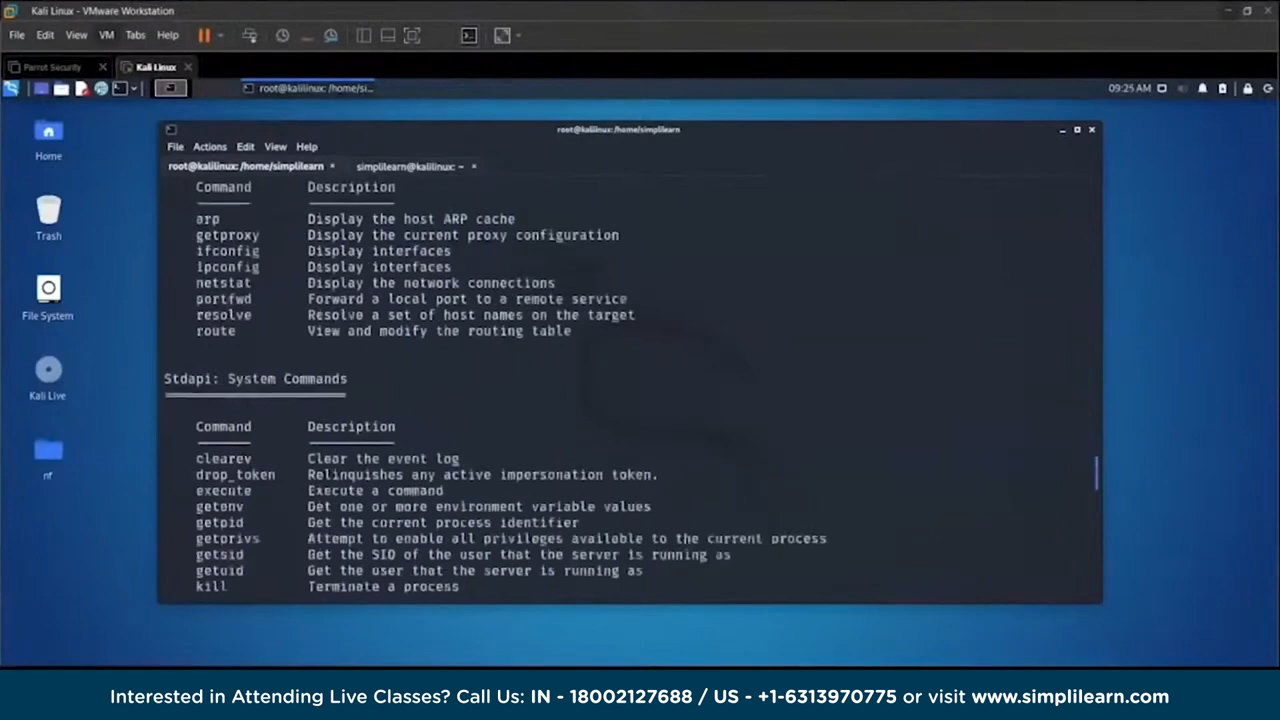 Kali Linux - VMware Workstation
File Edit View VM Tabs Help
Parrot Security Kali Linux
root@kalilinux: /home/si... 09:25 AM
root@kalilinux: /home/simplilearn
File Actions Edit View Help
root@kalilinux: /home/simplilearn simplilearn@kalilinux: ~
Command Description
arp Display the host ARP cache
getproxy Display the current proxy configuration
ifconfig Display interfaces
ipconfig Display interfaces
netstat Display the network connections
portfwd Forward a local port to a remote service
resolve Resolve a set of host names on the target
route View and modify the routing table
Stdapi: System Commands
Command Description
clearev Clear the event log
drop_token Relinquishes any active impersonation token.
execute Execute a command
getenv Get one or more environment variable values
getpid Get the current process identifier
getprivs Attempt to enable all privileges available to the current process
getsid Get the SID of the user that the server is running as
getuid Get the user that the server is running as
kill Terminate a process
Home
Trash
File System
Kali Live
nf
Interested in Attending Live Classes? Call Us: IN - 18002127688 / US - +1-6313970775 or visit www.simplilearn.com